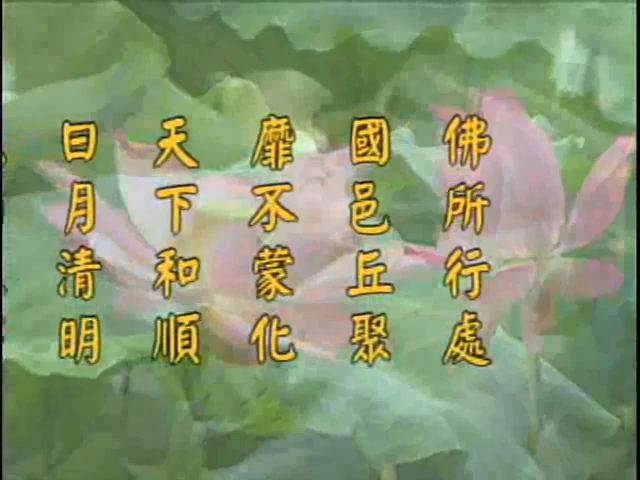 佛所行處
國邑丘聚
靡不蒙化
天下和順
日月清明